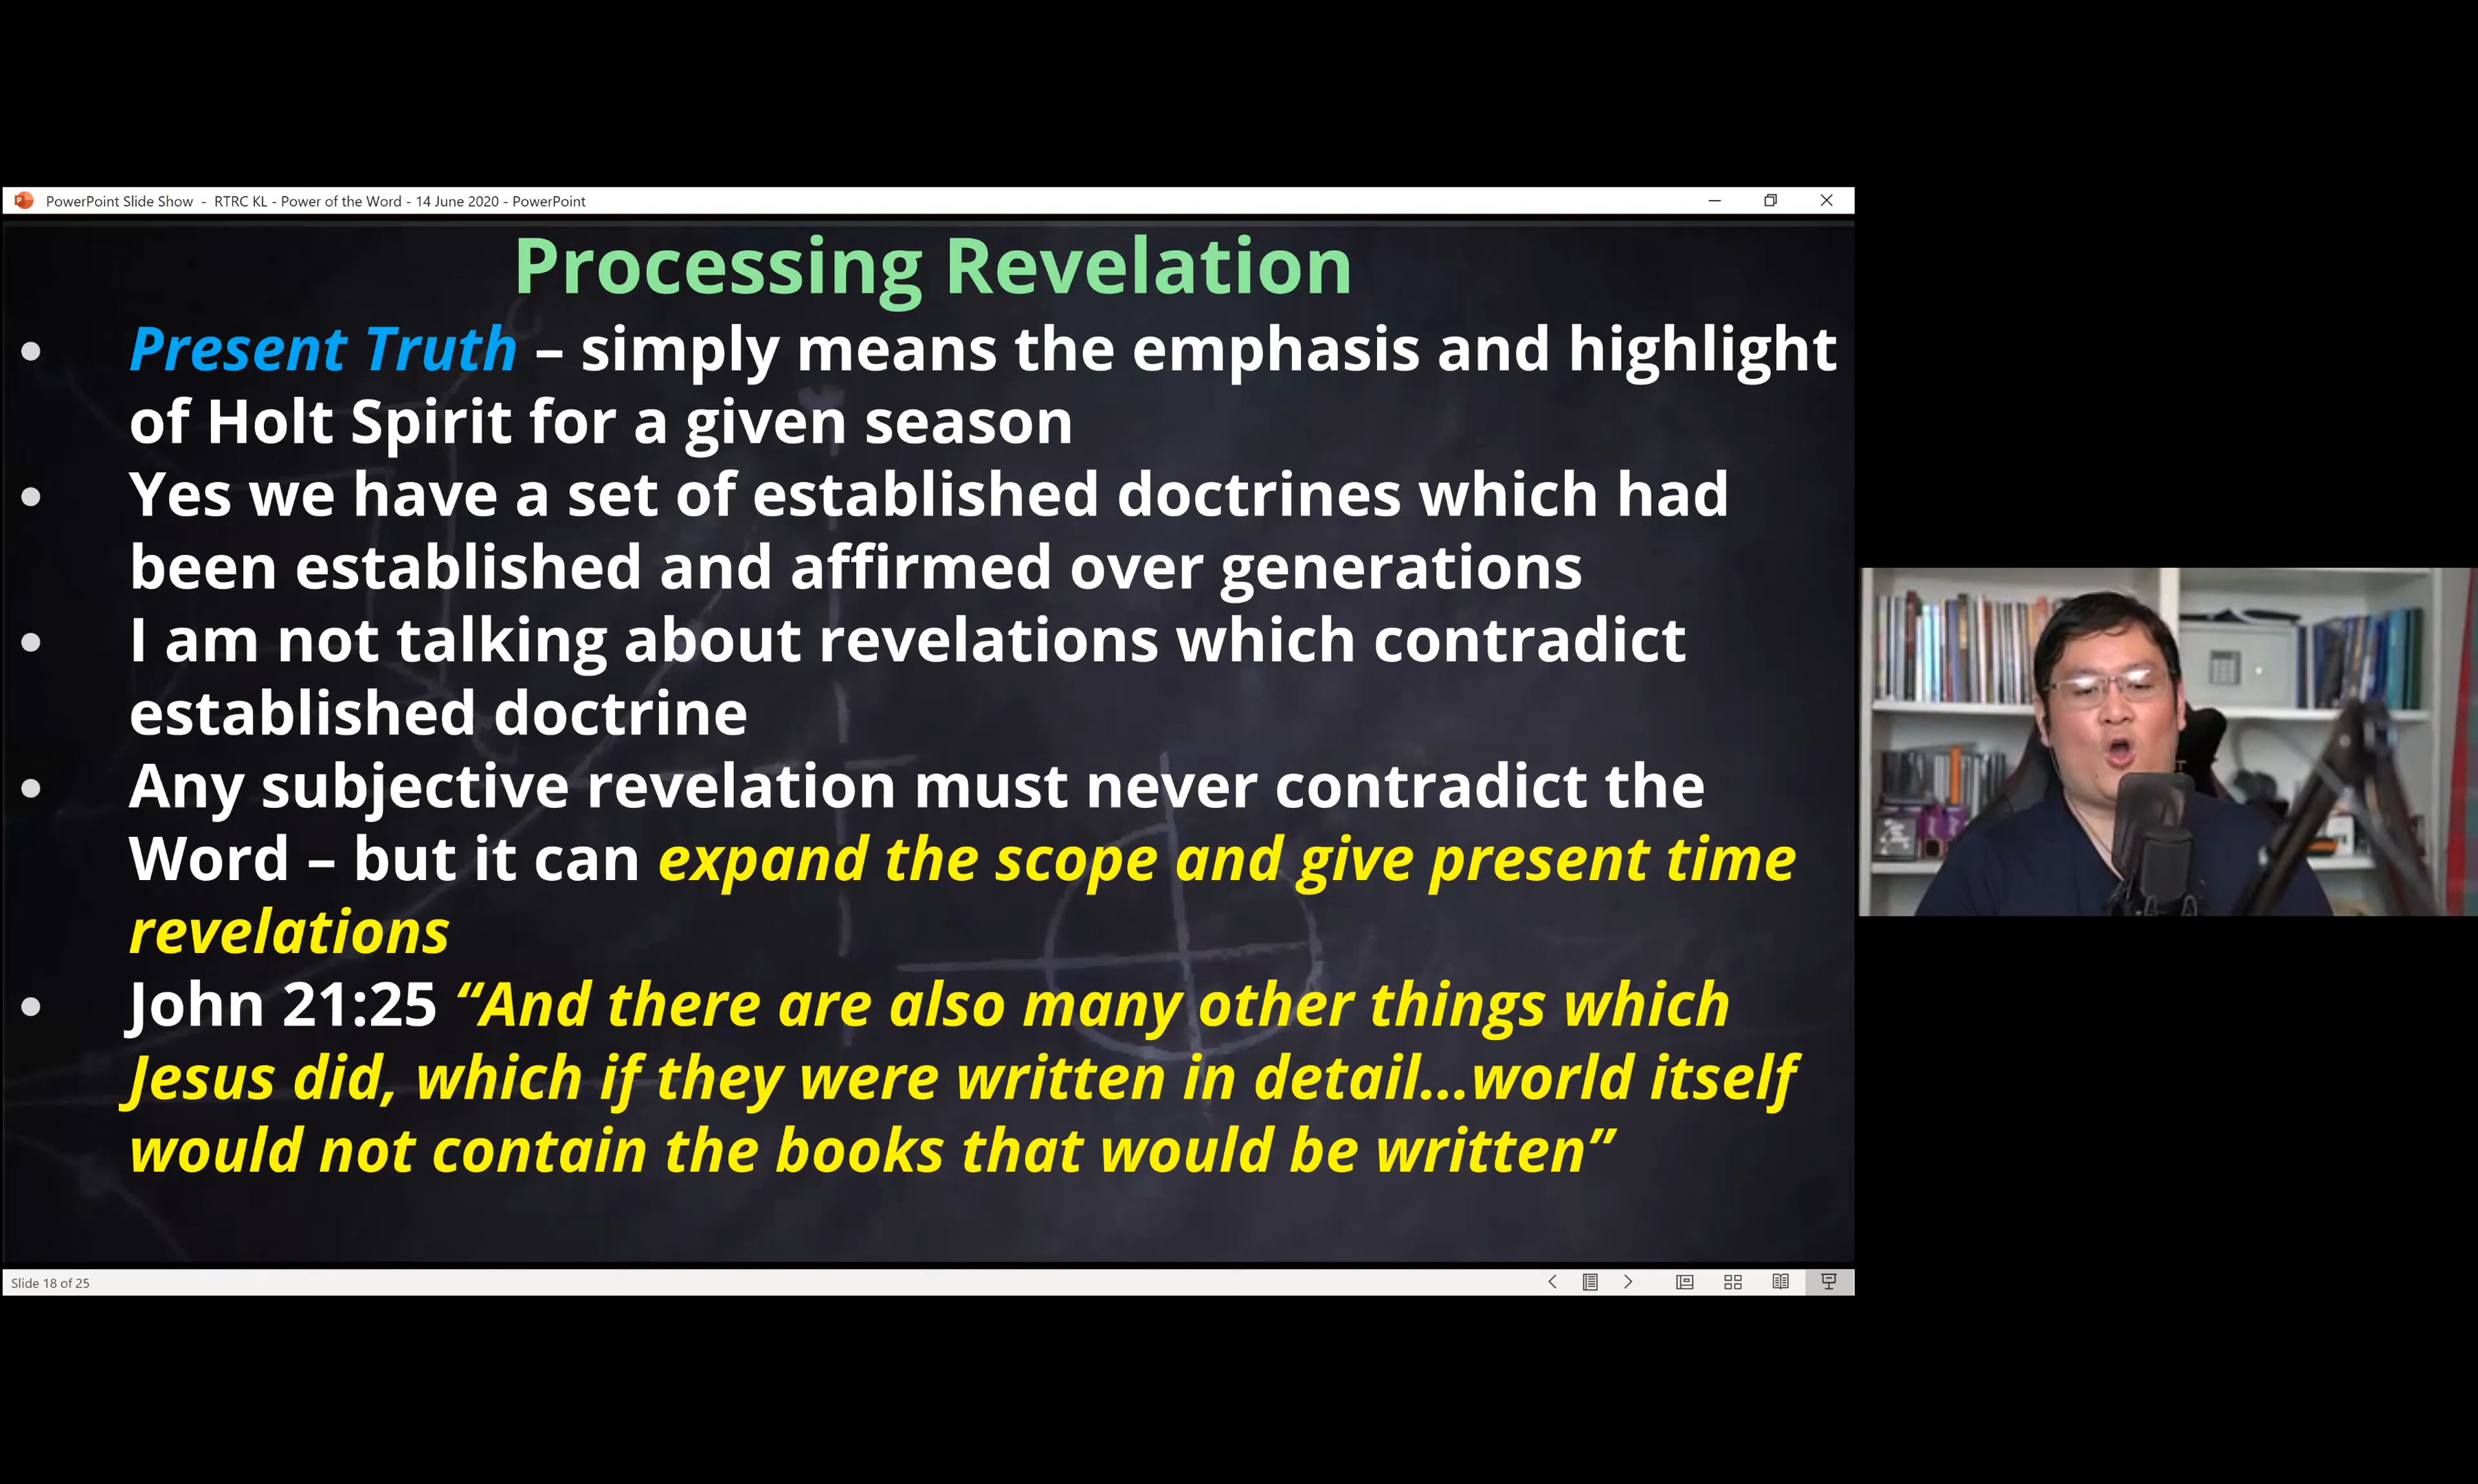 PowerPoint Slide Show - RTRC KL - Power of the Word - 14 June 2020 - PowerPoint
Processing Revelation
Present Truth – simply means the emphasis and highlight
of Holt Spirit for a given season
Yes we have a set of established doctrines which had
been established and affirmed over generations
I am not talking about revelations which contradict
established doctrine
Any subjective revelation must never contradict the
Word – but it can expand the scope and give present time
revelations
John 21:25 “And there are also many other things which
Jesus did, which if they were written in detail...world itself
would not contain the books that would be written”
Slide 18 of 25